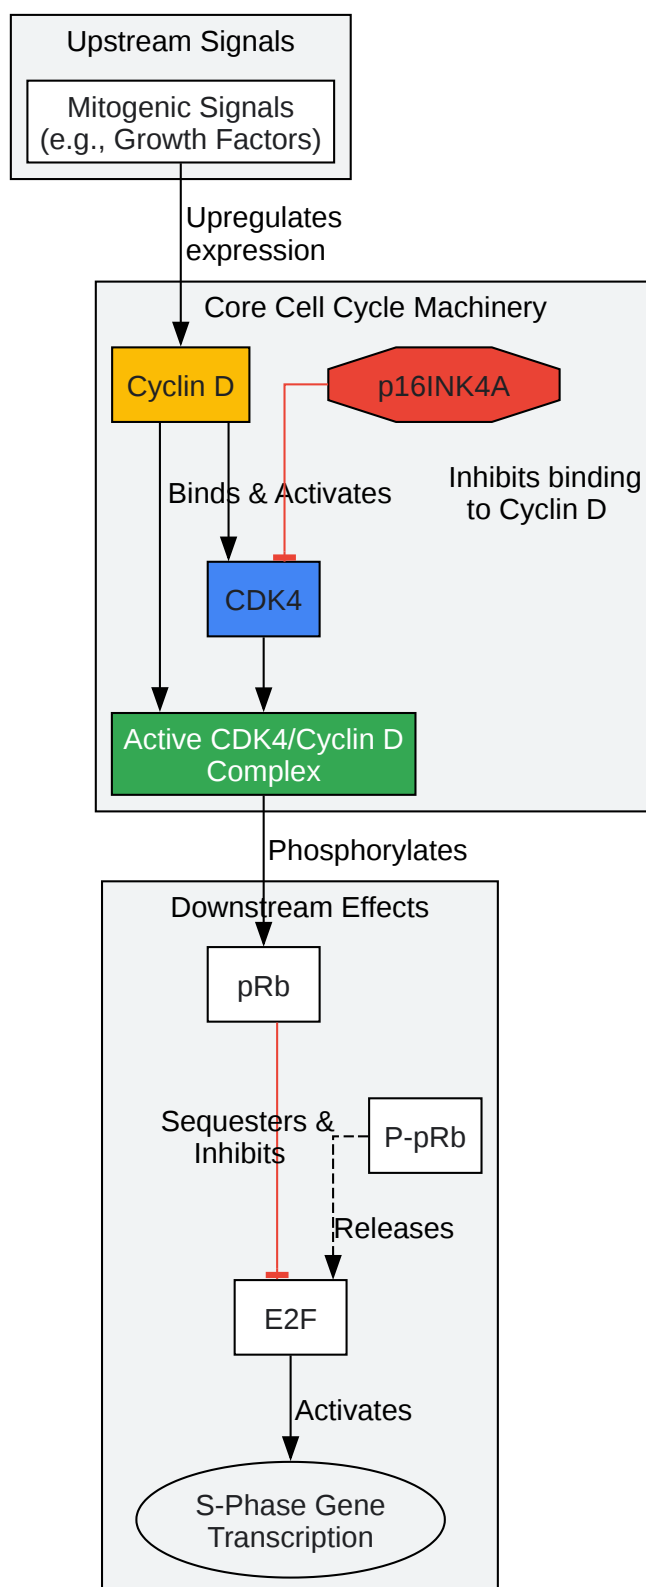 Upstream Signals
Mitogenic Signals
(e.g., Growth Factors)
Upregulates
expression
Core Cell Cycle Machinery
Cyclin D
p16INK4A
Binds & Activates
Inhibits binding
to Cyclin D
CDK4
Active CDK4/Cyclin D
Complex
Phosphorylates
Downstream Effects
pRb
Sequesters &
Inhibits
P-pRb
Releases
E2F
Activates
S-Phase Gene
Transcription